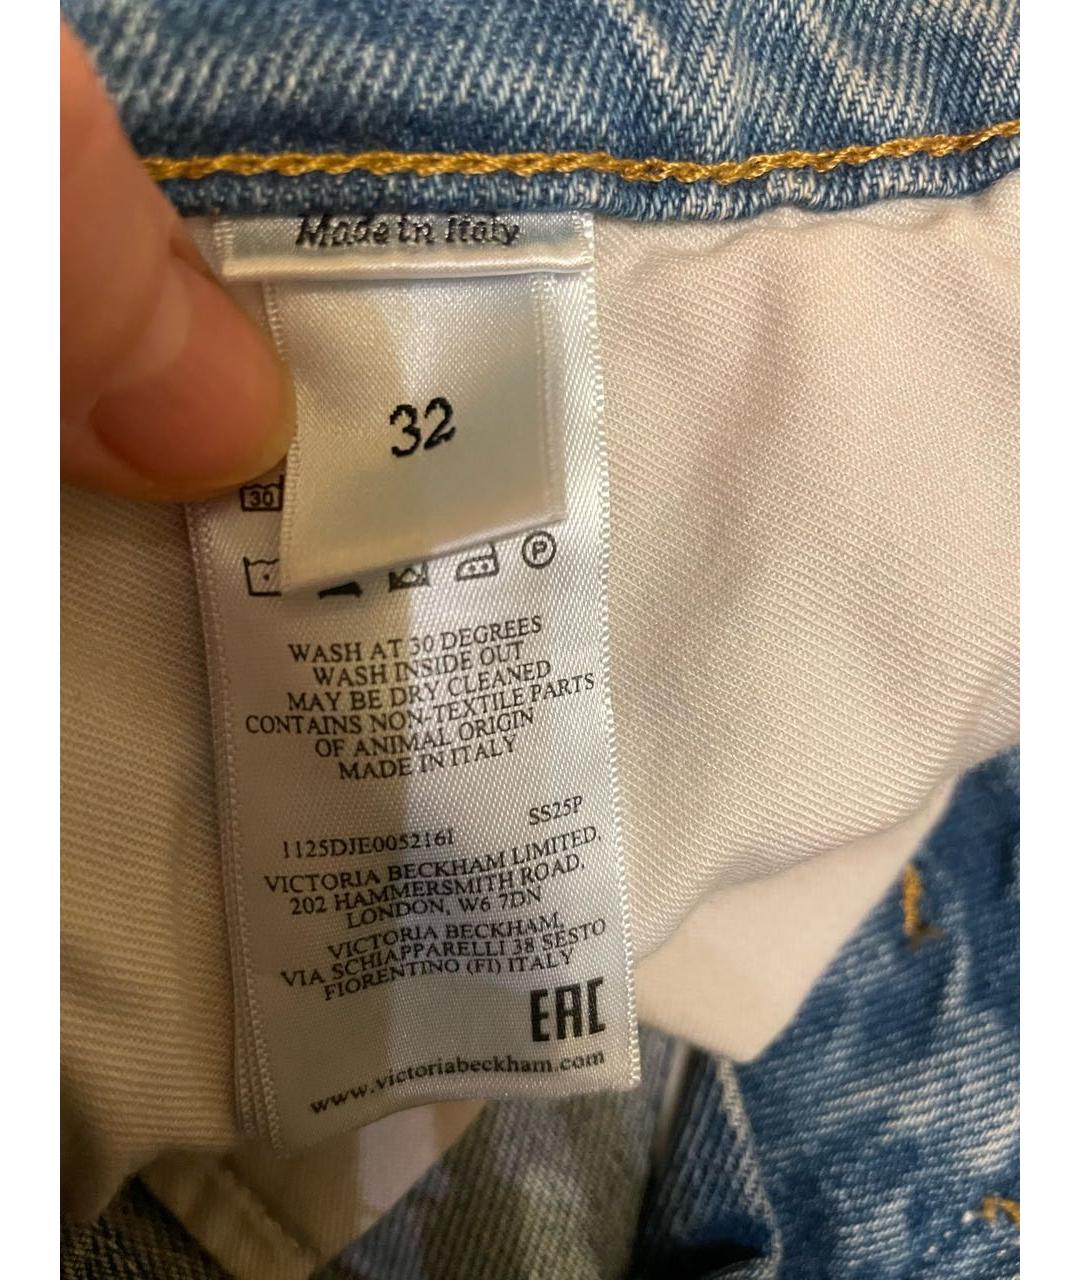 Made in Italy
32
30
P
WASH AT 30 DEGREES
WASH INSIDE OUT
MAY BE DRY CLEANED
CONTAINS NON-TEXTILE PARTS
OF ANIMAL ORIGIN
MADE IN ITALY
SS25P
1125DJE005216I
VICTORIA BECKHAM LIMITED,
202 HAMMERSMITH ROAD,
LONDON, W6 7DN
VICTORIA BECKHAM,
VIA SCHIAPPARELLI 38 SESTO
FIORENTINO (FI) ITALY
EAC
www.victoriabeckham.com